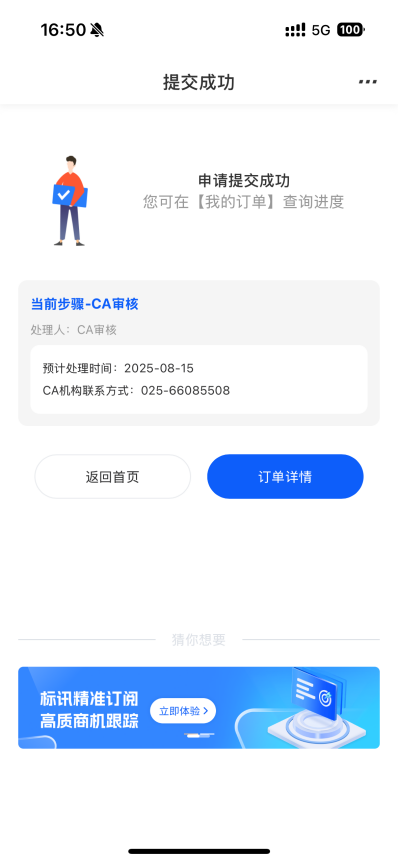 16:50
5G
100
提交成功
申请提交成功
您可在【我的订单】查询进度
当前步骤-CA审核
处理人：CA审核
预计处理时间：2025-08-15
CA机构联系方式：025-66085508
返回首页
订单详情
猜你想要
标讯精准订阅
高质商机跟踪
立即体验